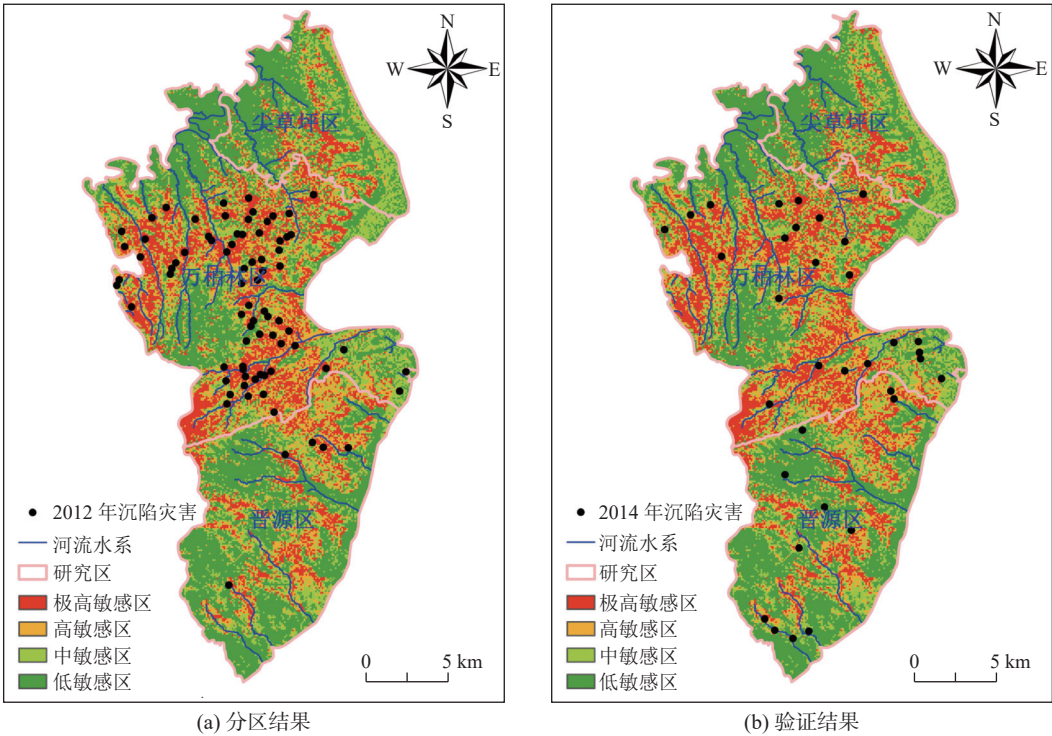 N
W
E
S
尖草坪区
万柏林区
晋源区
2012 年沉陷灾害
河流水系
研究区
极高敏感区
高敏感区
中敏感区
低敏感区
0 5 km
(a) 分区结果
N
W
E
S
尖草坪区
万柏林区
晋源区
2014 年沉陷灾害
河流水系
研究区
极高敏感区
高敏感区
中敏感区
低敏感区
0 5 km
(b) 验证结果